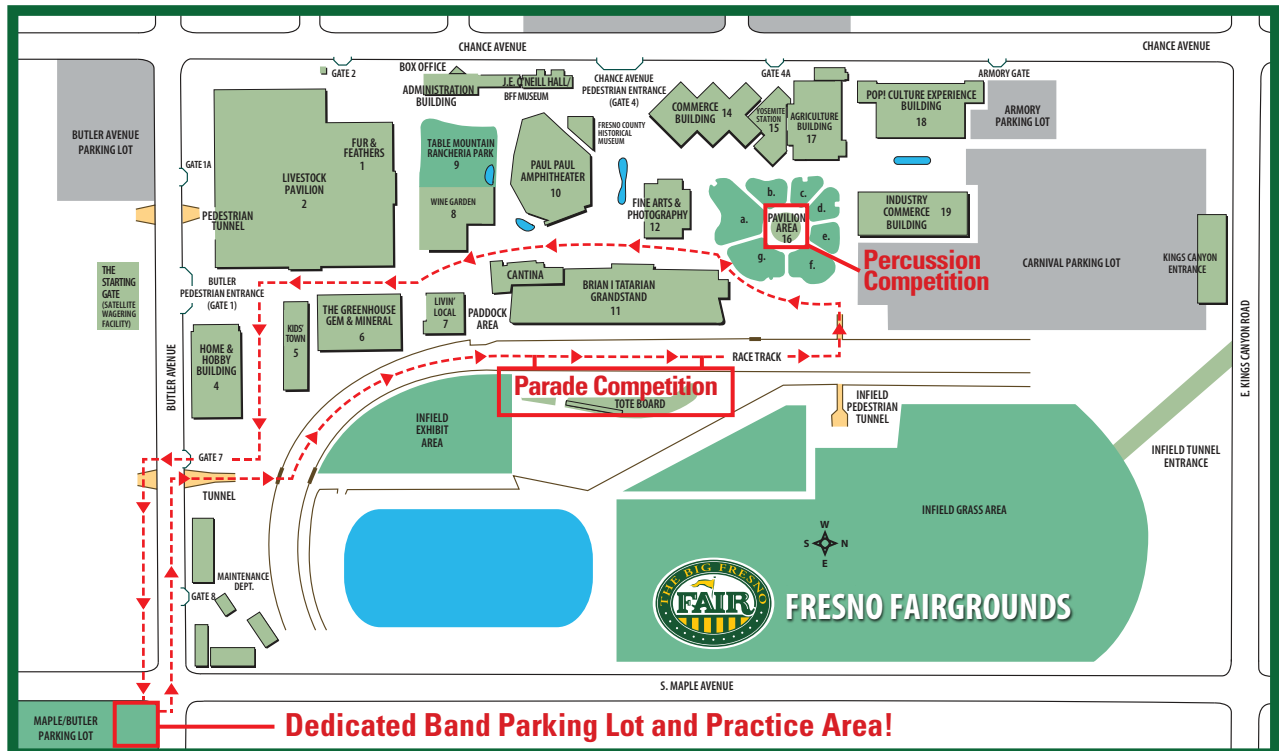 CHANCE AVENUE
CHANCE AVENUE
BOX OFFICE
GATE 2
ADMINISTRATION
BUILDING
J.E. O'NEILL HALL/
BFF MUSEUM
CHANCE AVENUE
PEDESTRIAN ENTRANCE
(GATE 4)
GATE 4A
ARMORY GATE
BUTLER AVENUE
PARKING LOT
GATE 1A
FUR &
FEATHERS
1
LIVESTOCK
PAVILION
2
PEDESTRIAN
TUNNEL
TABLE MOUNTAIN
RANCHERIA PARK
9
WINE GARDEN
8
PAUL PAUL
AMPHITHEATER
10
FRESNO COUNTY
HISTORICAL
MUSEUM
FINE ARTS &
PHOTOGRAPHY
12
COMMERCE
BUILDING 14
YOSEMITE
STATION
15
AGRICULTURE
BUILDING
17
POP! CULTURE EXPERIENCE
BUILDING
18
ARMORY
PARKING LOT
a.
b.
c.
d.
e.
f.
g.
PAVILION
AREA
16
INDUSTRY
COMMERCE 19
BUILDING
Percussion
Competition
CARNIVAL PARKING LOT
KINGS CANYON
ENTRANCE
E. KINGS CANYON ROAD
THE
STARTING
GATE
(SATELLITE
WAGERING
FACILITY)
BUTLER
PEDESTRIAN ENTRANCE
(GATE 1)
BUTLER AVENUE
HOME &
HOBBY
BUILDING
4
KIDS'
TOWN
5
THE GREENHOUSE
GEM & MINERAL
6
LIVIN'
LOCAL
7
PADDOCK
AREA
CANTINA
BRIAN I TATARIAN
GRANDSTAND
11
RACE TRACK
Parade Competition
TOTE BOARD
INFIELD
EXHIBIT
AREA
INFIELD
PEDESTRIAN
TUNNEL
INFIELD TUNNEL
ENTRANCE
GATE 7
TUNNEL
INFIELD GRASS AREA
W
S N
E
MAINTENANCE
DEPT.
GATE 8
THE BIG FRESNO
FAIR
FRESNO FAIRGROUNDS
S. MAPLE AVENUE
MAPLE/BUTLER
PARKING LOT
Dedicated Band Parking Lot and Practice Area!